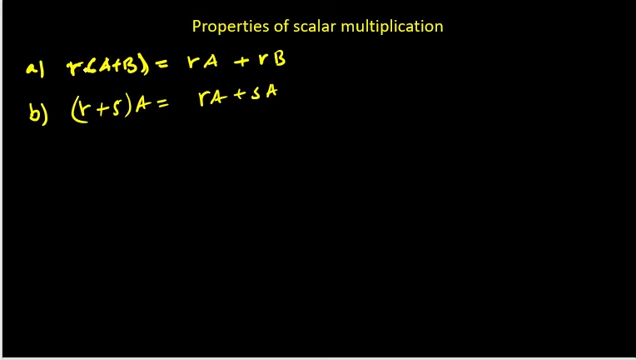 Properties of scalar multiplication
a) r(A+B) = rA + rB
b) (r+s)A = rA + sA